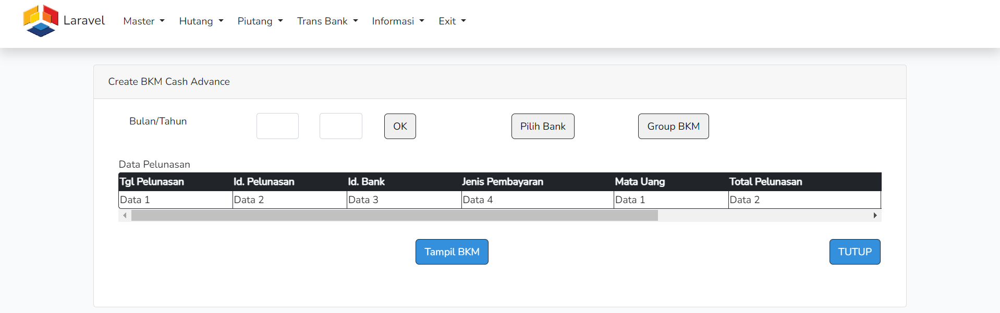 Laravel Master Hutang Piutang Trans Bank Informasi Exit
Create BKM Cash Advance
Bulan/Tahun OK Pilih Bank Group BKM
Data Pelunasan
Tgl Pelunasan Id. Pelunasan Id. Bank Jenis Pembayaran Mata Uang Total Pelunasan
Data 1 Data 2 Data 3 Data 4 Data 1 Data 2
Tampil BKM TUTUP